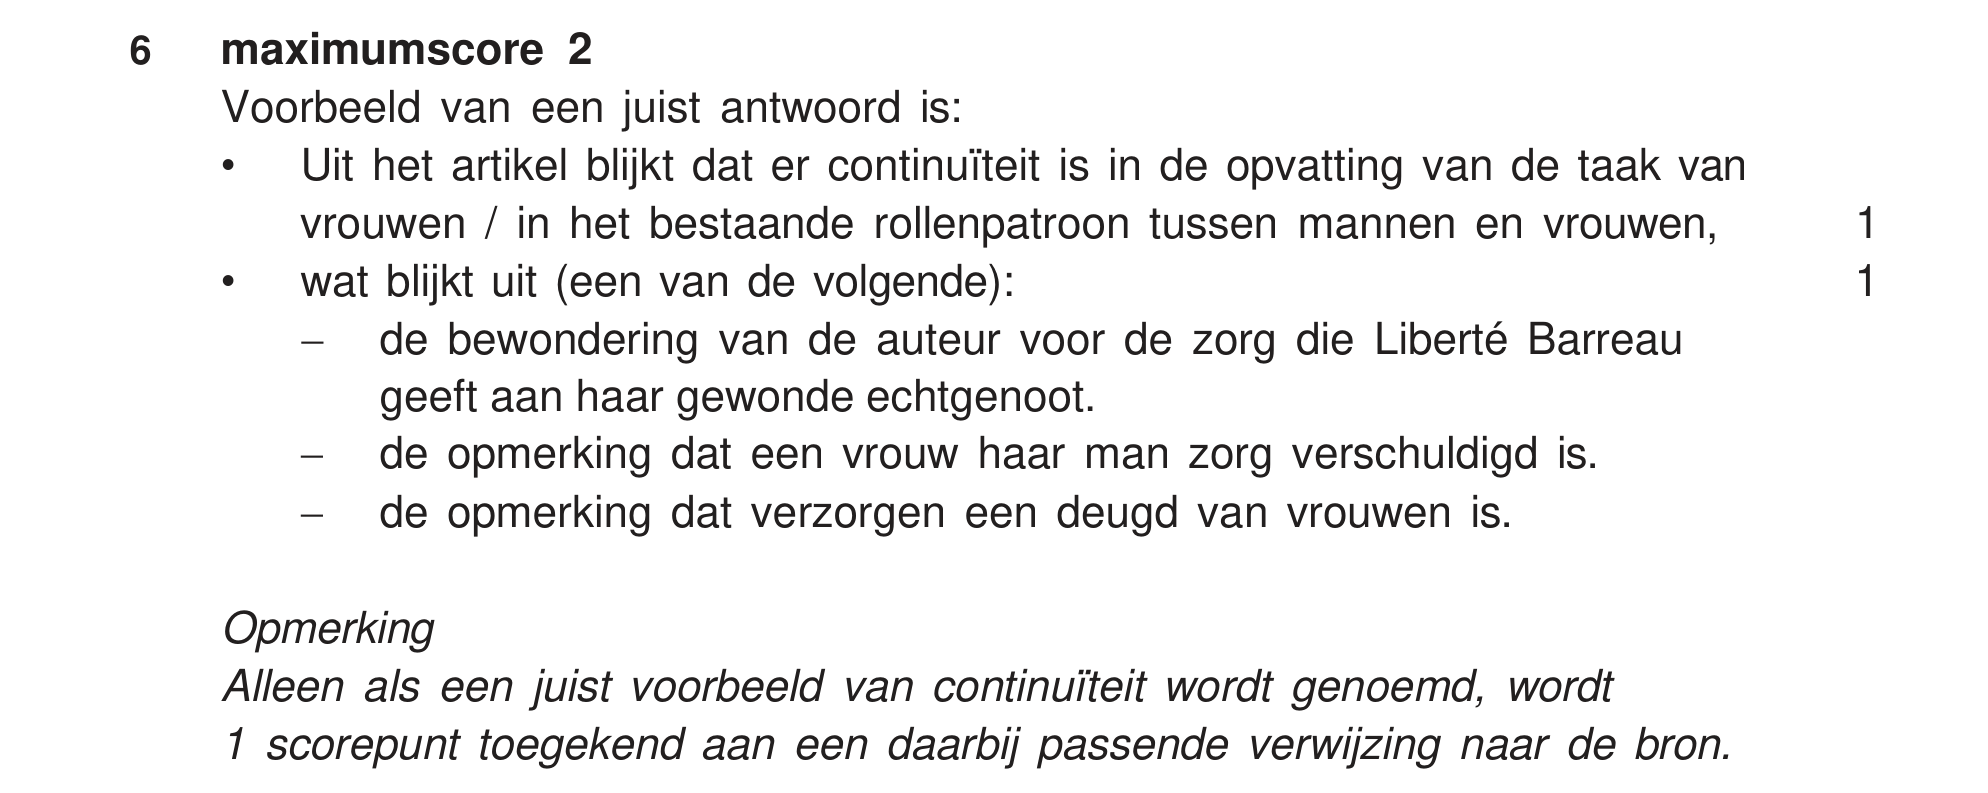 6 maximumscore 2
Voorbeeld van een juist antwoord is:
• Uit het artikel blijkt dat er continuïteit is in de opvatting van de taak van
vrouwen / in het bestaande rollenpatroon tussen mannen en vrouwen, 1
• wat blijkt uit (een van de volgende): 1
− de bewondering van de auteur voor de zorg die Liberté Barreau
geeft aan haar gewonde echtgenoot.
− de opmerking dat een vrouw haar man zorg verschuldigd is.
− de opmerking dat verzorgen een deugd van vrouwen is.
Opmerking
Alleen als een juist voorbeeld van continuïteit wordt genoemd, wordt
1 scorepunt toegekend aan een daarbij passende verwijzing naar de bron.